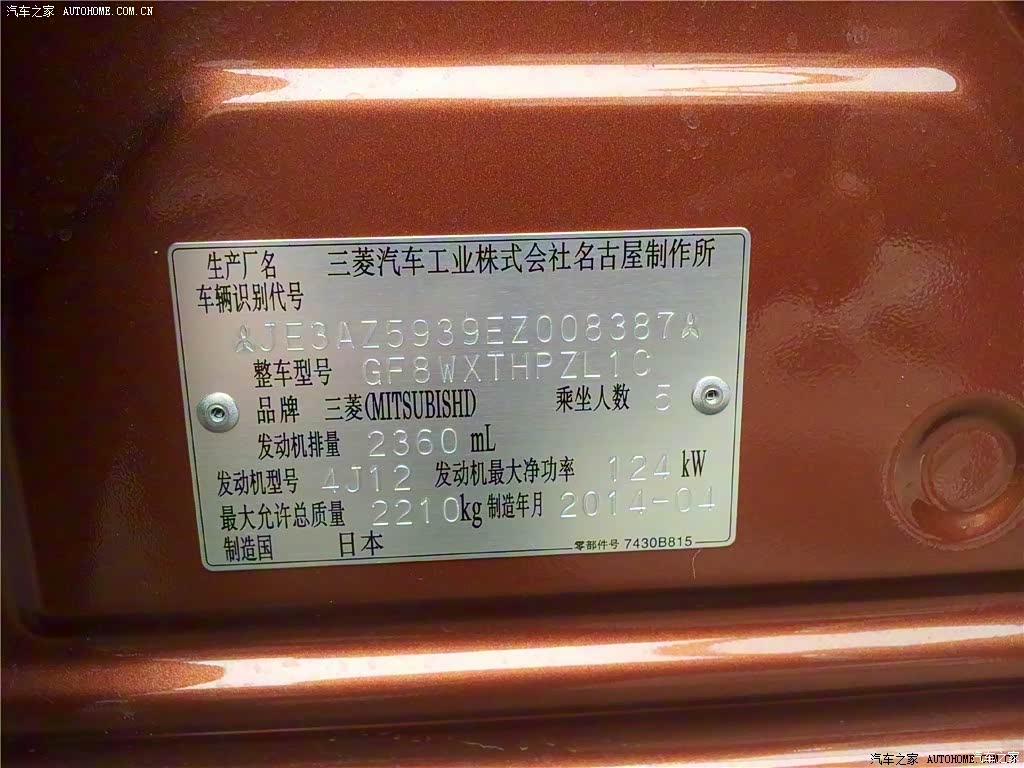 汽车之家 AUTOHOME.COM.CN
生产厂名 三菱汽车工业株式会社名古屋制作所
车辆识别代号
JE3AZ5939EZ008387
整车型号 GF8WXTHPZL1C
品牌 三菱(MITSUBISHI) 乘坐人数 5
发动机排量 2360 mL
发动机型号 4J12 发动机最大净功率 124 kW
最大允许总质量 2210kg 制造年月 2014-04
制造国 日本 零部件号 7430B815
汽车之家 AUTOHOME.COM.CN